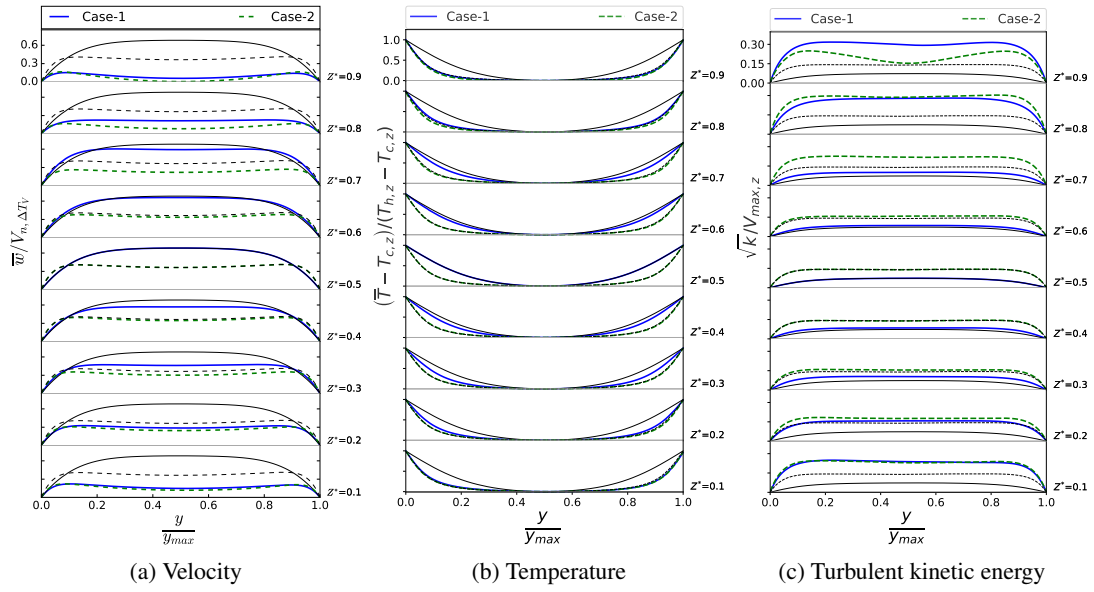 Case-1 Case-2
0.6
0.3
0.0
Z*=0.9
Z*=0.8
Z*=0.7
Z*=0.6
Z*=0.5
Z*=0.4
Z*=0.3
Z*=0.2
Z*=0.1
w̅/V_{n, ΔT_V}
0.0 0.2 0.4 0.6 0.8 1.0
y
y_{max}
(a) Velocity
Case-1 Case-2
1.0
0.5
0.0
Z*=0.9
Z*=0.8
Z*=0.7
Z*=0.6
Z*=0.5
Z*=0.4
Z*=0.3
Z*=0.2
Z*=0.1
(T̅ − T_{c,z})/(T_{h,z} − T_{c,z})
0.0 0.2 0.4 0.6 0.8 1.0
y
y_{max}
(b) Temperature
Case-1 Case-2
0.30
0.15
0.00
Z*=0.9
Z*=0.8
Z*=0.7
Z*=0.6
Z*=0.5
Z*=0.4
Z*=0.3
Z*=0.2
Z*=0.1
√k̅/V_{max,z}
0.0 0.2 0.4 0.6 0.8 1.0
y
y_{max}
(c) Turbulent kinetic energy